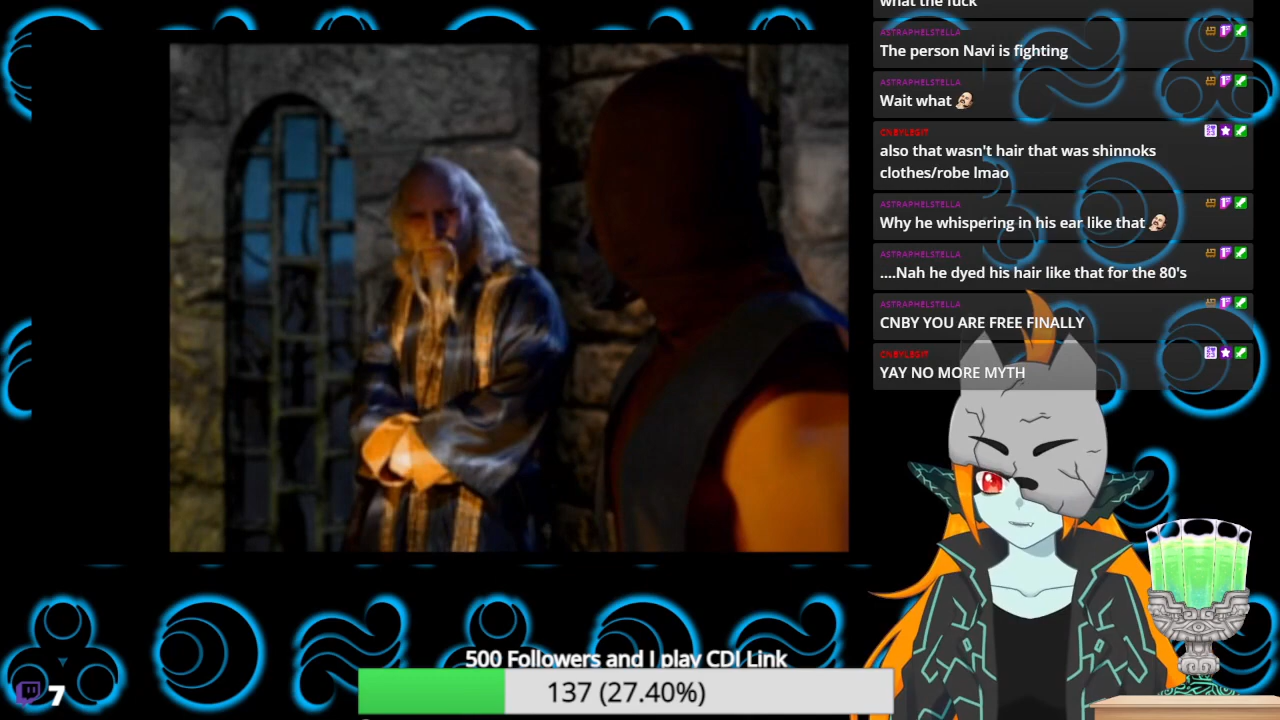 what the fuck
ASTRAPHELSTELLA
The person Navi is fighting
ASTRAPHELSTELLA
Wait what
CNBYLEGIT
also that wasn't hair that was shinnoks
clothes/robe lmao
ASTRAPHELSTELLA
Why he whispering in his ear like that
ASTRAPHELSTELLA
....Nah he dyed his hair like that for the 80's
ASTRAPHELSTELLA
CNBY YOU ARE FREE FINALLY
CNBYLEGIT
YAY NO MORE MYTH
500 Followers and I play CDI Link
137 (27.40%)
7